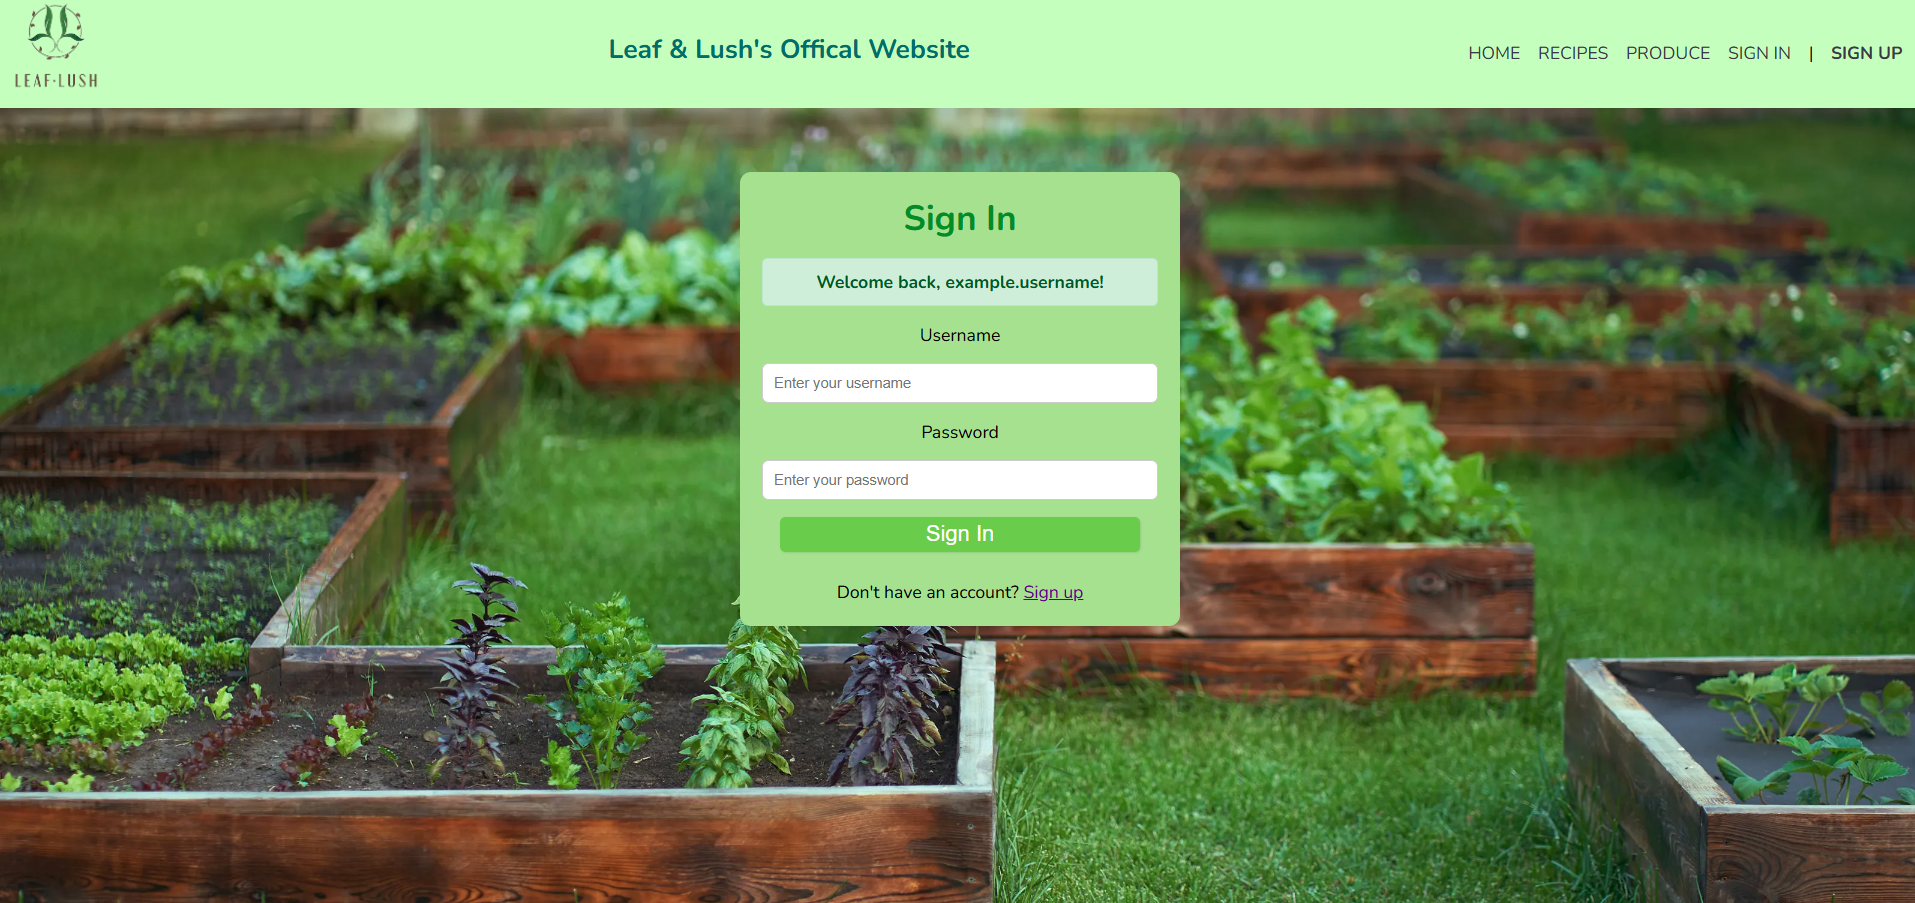 LEAF·LUSH
Leaf & Lush's Offical Website
HOME RECIPES PRODUCE SIGN IN | SIGN UP
Sign In
Welcome back, example.username!
Username
Enter your username
Password
Enter your password
Sign In
Don't have an account? Sign up